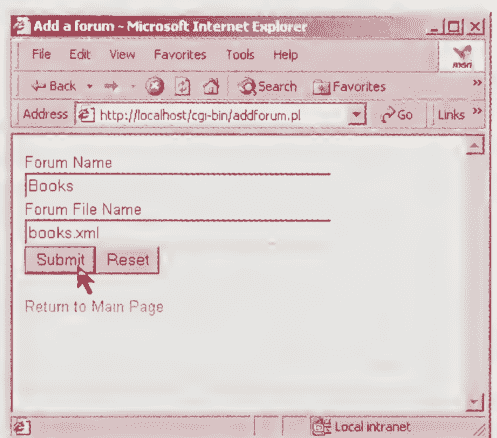 Add a forum - Microsoft Internet Explorer
File Edit View Favorites Tools Help
msn
Back Search Favorites »
Address http://localhost/cgi-bin/addforum.pl Go Links »
Forum Name
Books
Forum File Name
books.xml
Submit Reset
Return to Main Page
Local intranet